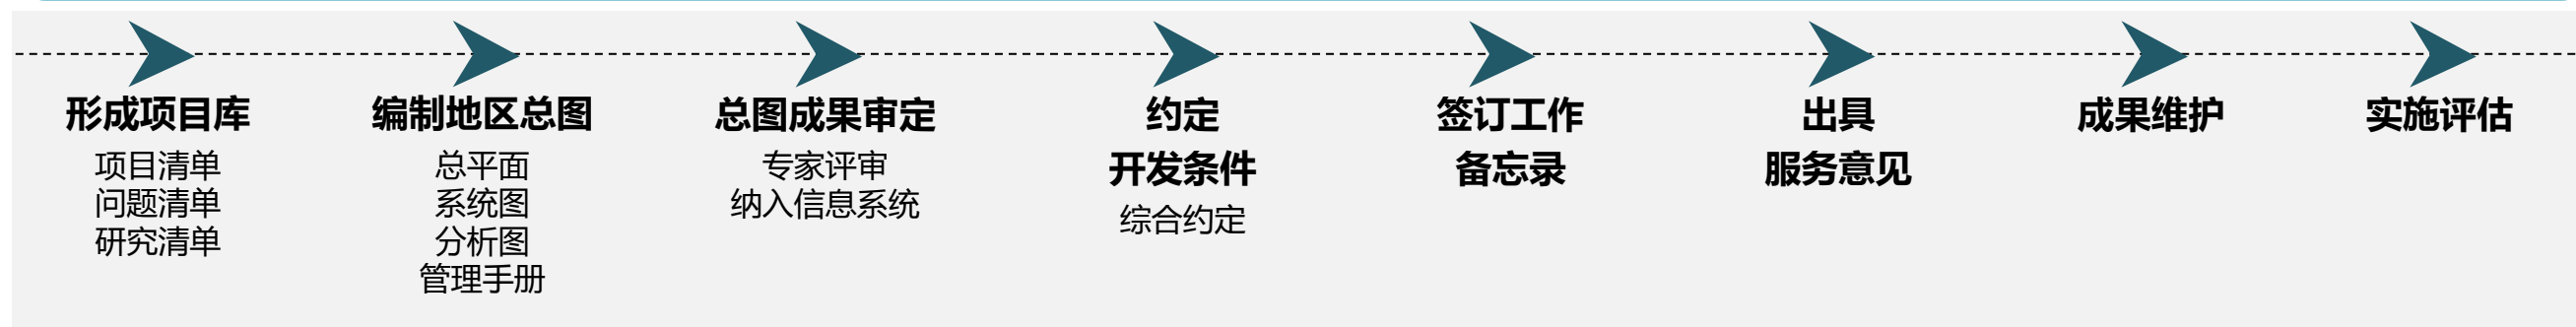 形成项目库
项目清单
问题清单
研究清单
编制地区总图
总平面
系统图
分析图
管理手册
总图成果审定
专家评审
纳入信息系统
约定
开发条件
综合约定
签订工作
备忘录
出具
服务意见
成果维护
实施评估